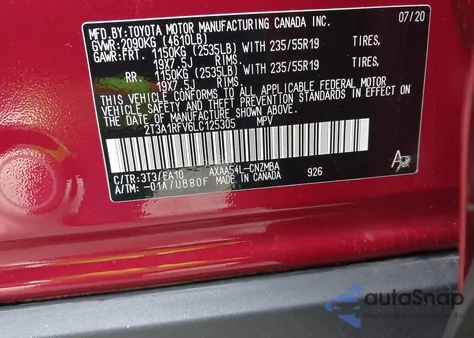 MFD. BY: TOYOTA MOTOR MANUFACTURING CANADA INC. 07/20
GVWR: 2090KG (4610LB)
GAWR: FRT. 1150KG (2535LB) WITH 235/55R19 TIRES,
19X7.5J RIMS,
RR 1150KG (2535LB) WITH 235/55R19 TIRES,
19X7.5J RIMS,
THIS VEHICLE CONFORMS TO ALL APPLICABLE FEDERAL MOTOR
VEHICLE SAFETY AND THEFT PREVENTION STANDARDS IN EFFECT ON
THE DATE OF MANUFACTURE SHOWN ABOVE.
2T3A1RFV6LC125305 MPV
C/TR: 3T3/EA10 AXAA54L-CNZMBA
A/TM: -01A/UB80F MADE IN CANADA 926
autoSnap